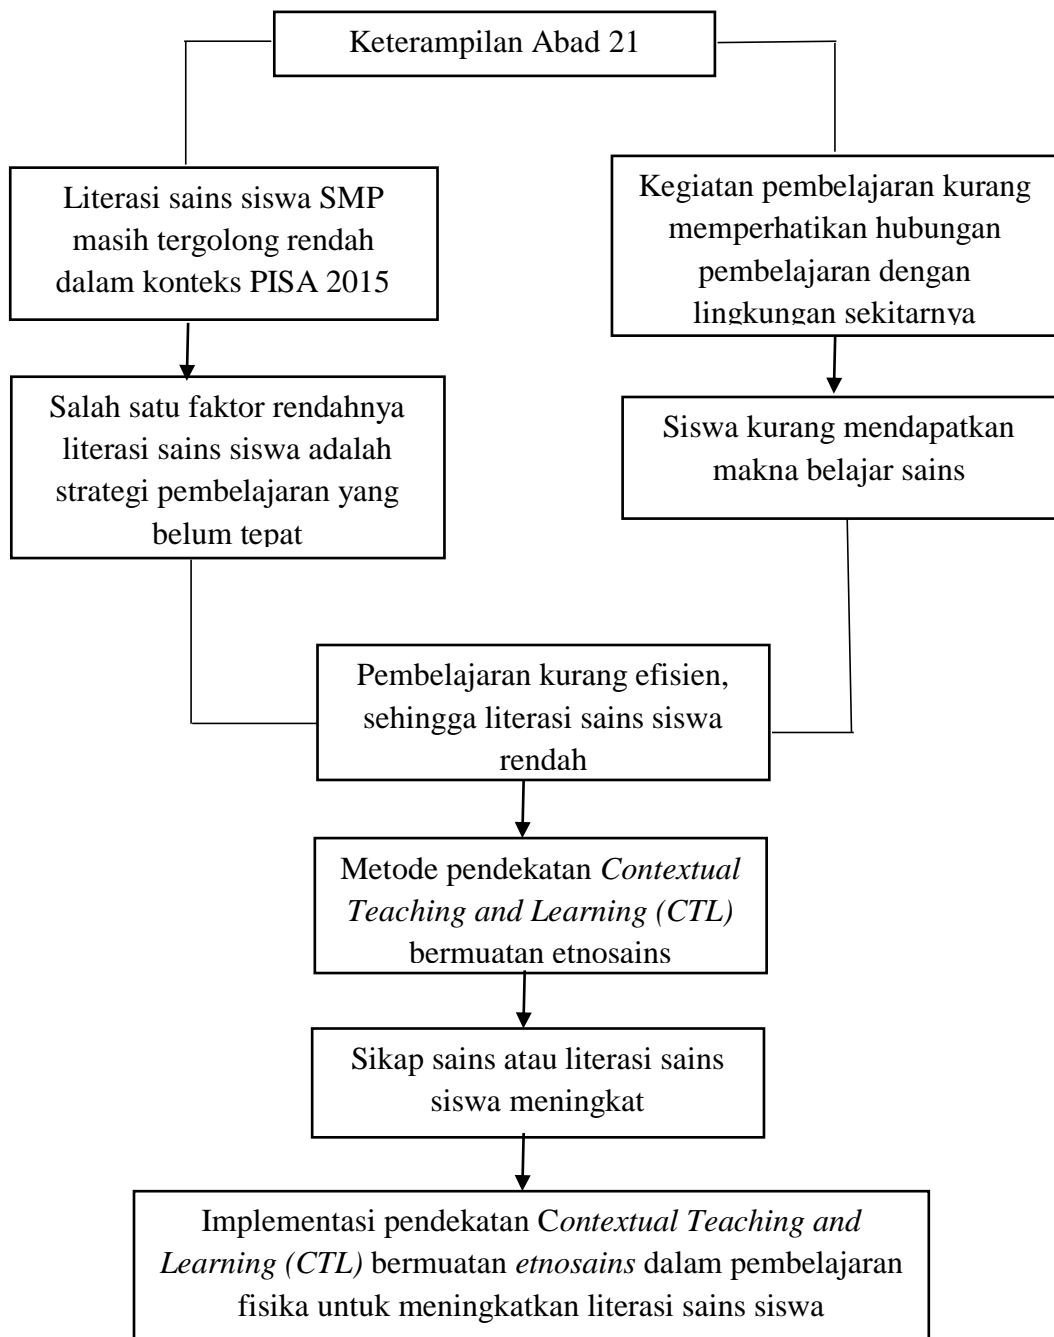 Keterampilan Abad 21
Literasi sains siswa SMP
masih tergolong rendah
dalam konteks PISA 2015
Kegiatan pembelajaran kurang
memperhatikan hubungan
pembelajaran dengan
lingkungan sekitarnya
Salah satu faktor rendahnya
literasi sains siswa adalah
strategi pembelajaran yang
belum tepat
Siswa kurang mendapatkan
makna belajar sains
Pembelajaran kurang efisien,
sehingga literasi sains siswa
rendah
Metode pendekatan Contextual
Teaching and Learning (CTL)
bermuatan etnosains
Sikap sains atau literasi sains
siswa meningkat
Implementasi pendekatan Contextual Teaching and
Learning (CTL) bermuatan etnosains dalam pembelajaran
fisika untuk meningkatkan literasi sains siswa